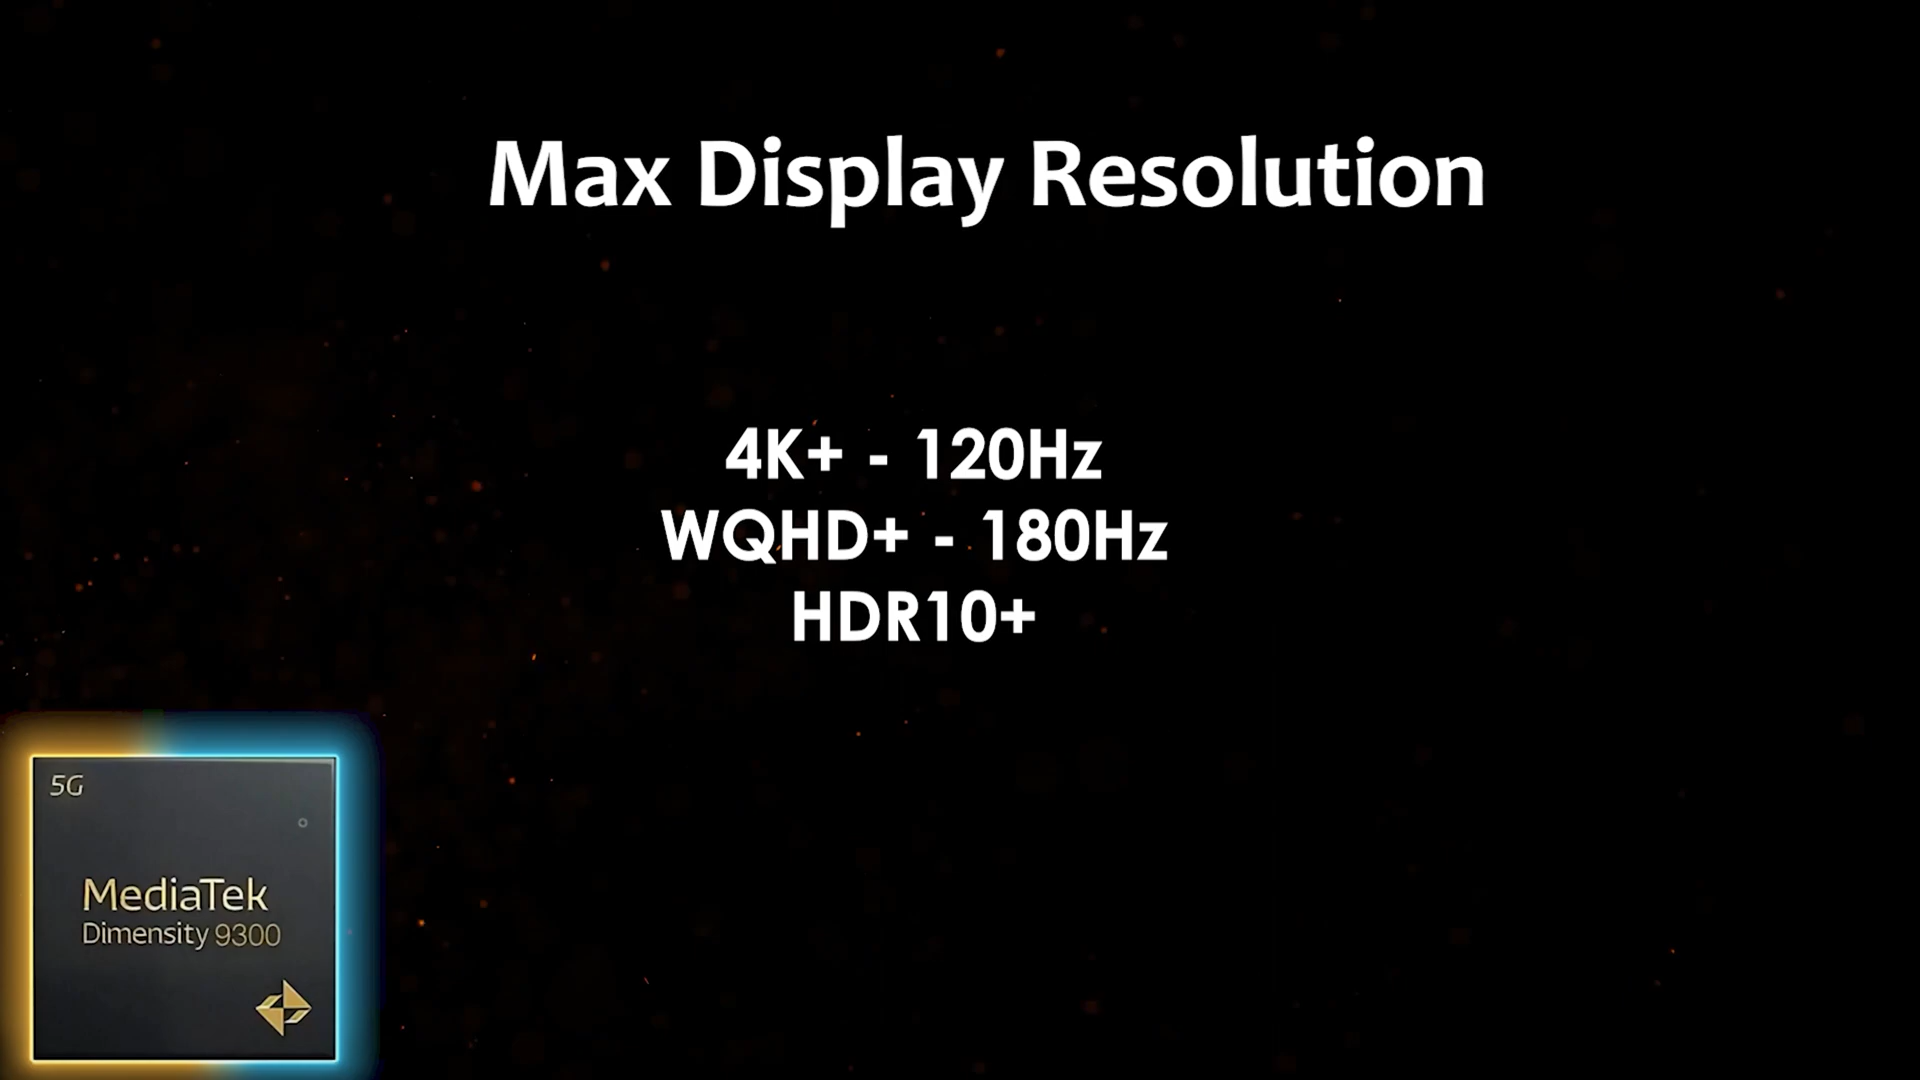 Max Display Resolution
4K+ - 120Hz
WQHD+ - 180Hz
HDR10+
5G
MediaTek
Dimensity 9300